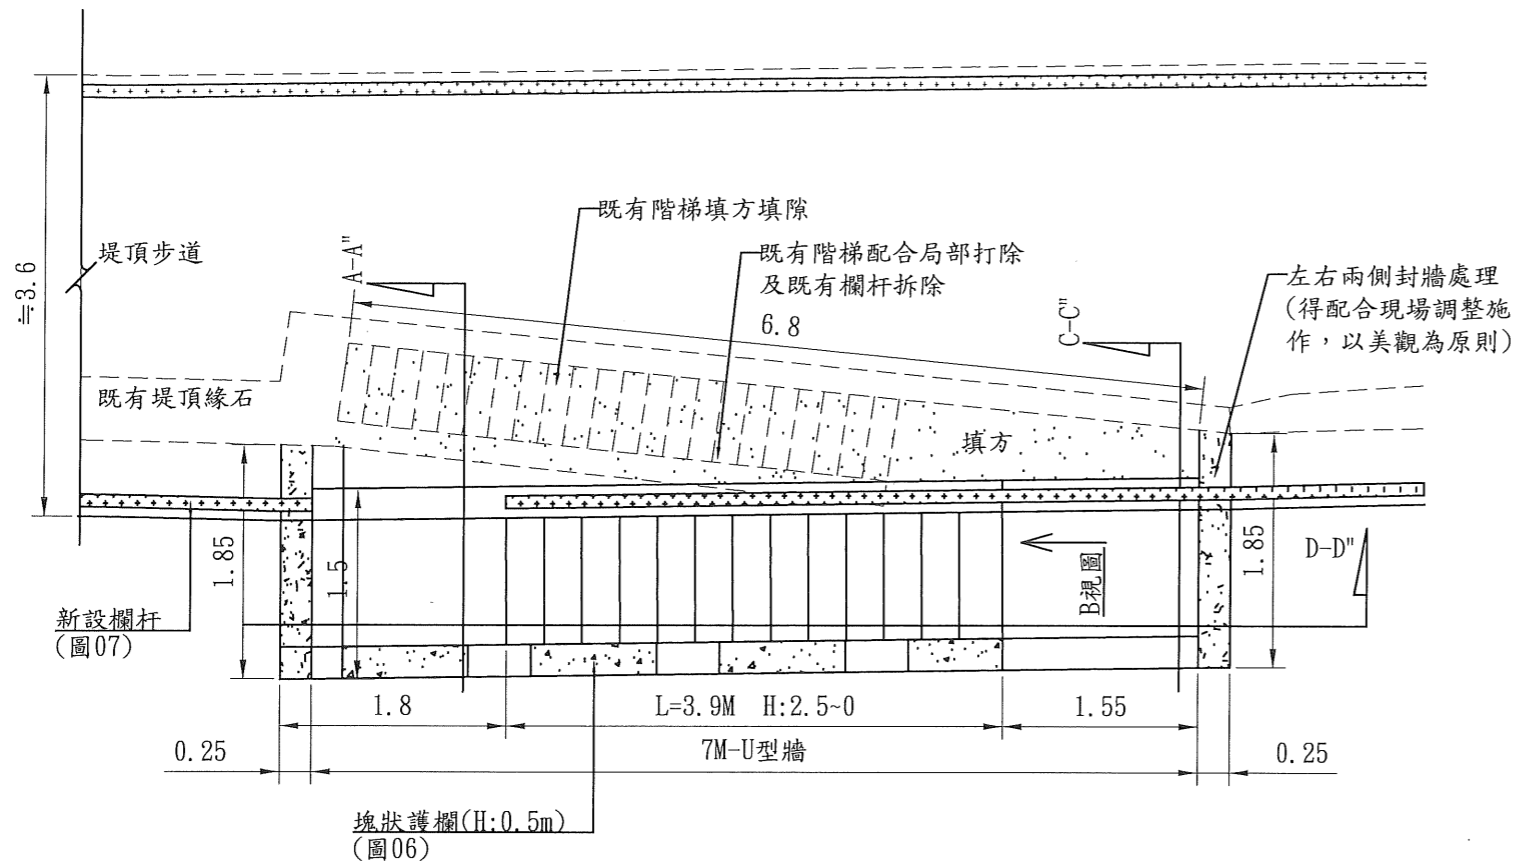 既有階梯填方填隙
堤頂步道
A-A"
既有階梯配合局部打除
及既有欄杆拆除
左右兩側封牆處理
(得配合現場調整施
作，以美觀為原則)
≒3.6
6.8
C-C"
既有堤頂緣石
填方
1.85
1.5
B視圖
1.85
D-D"
新設欄杆
(圖07)
1.8
L=3.9M H:2.5~0
1.55
0.25
7M-U型牆
0.25
塊狀護欄(H:0.5m)
(圖06)